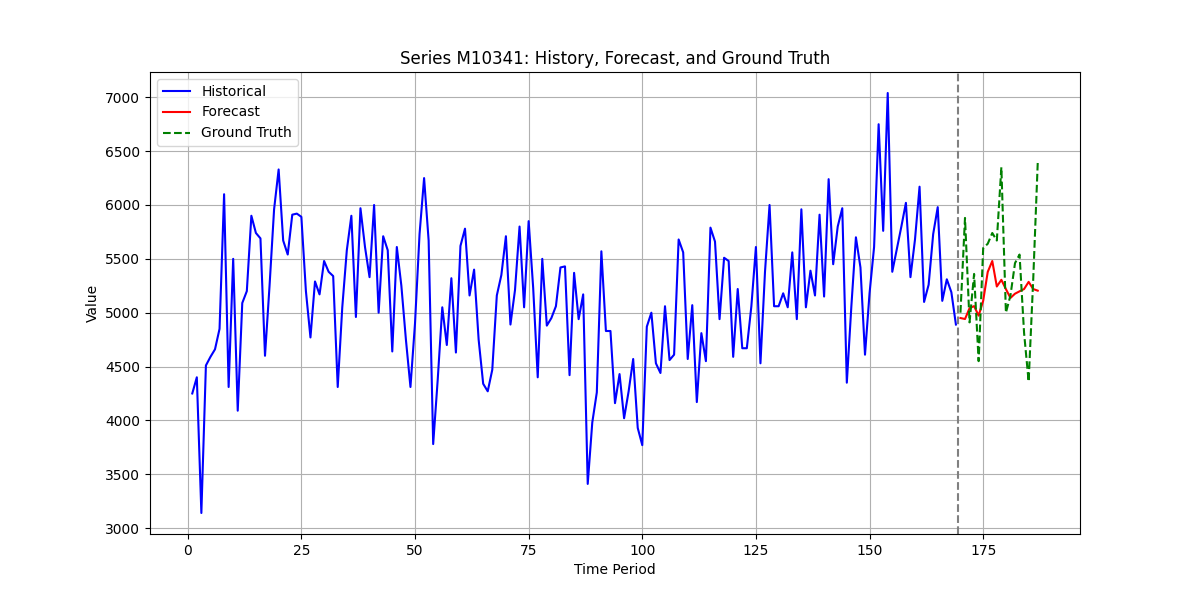 Series M10341: History, Forecast, and Ground Truth
Historical
Forecast
Ground Truth
7000
6500
6000
5500
5000
4500
4000
3500
3000
Value
0 25 50 75 100 125 150 175
Time Period